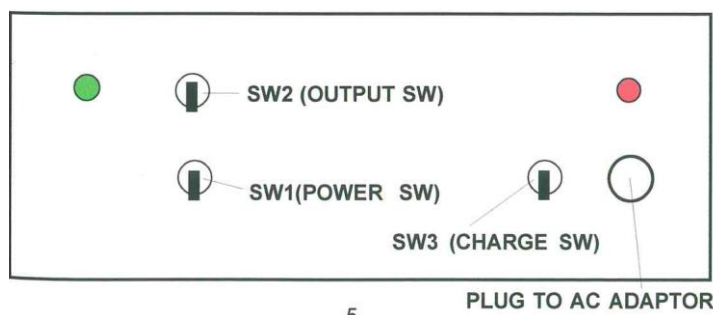 SW2 (OUTPUT SW)
SW1(POWER SW)
SW3 (CHARGE SW)
PLUG TO AC ADAPTOR
5